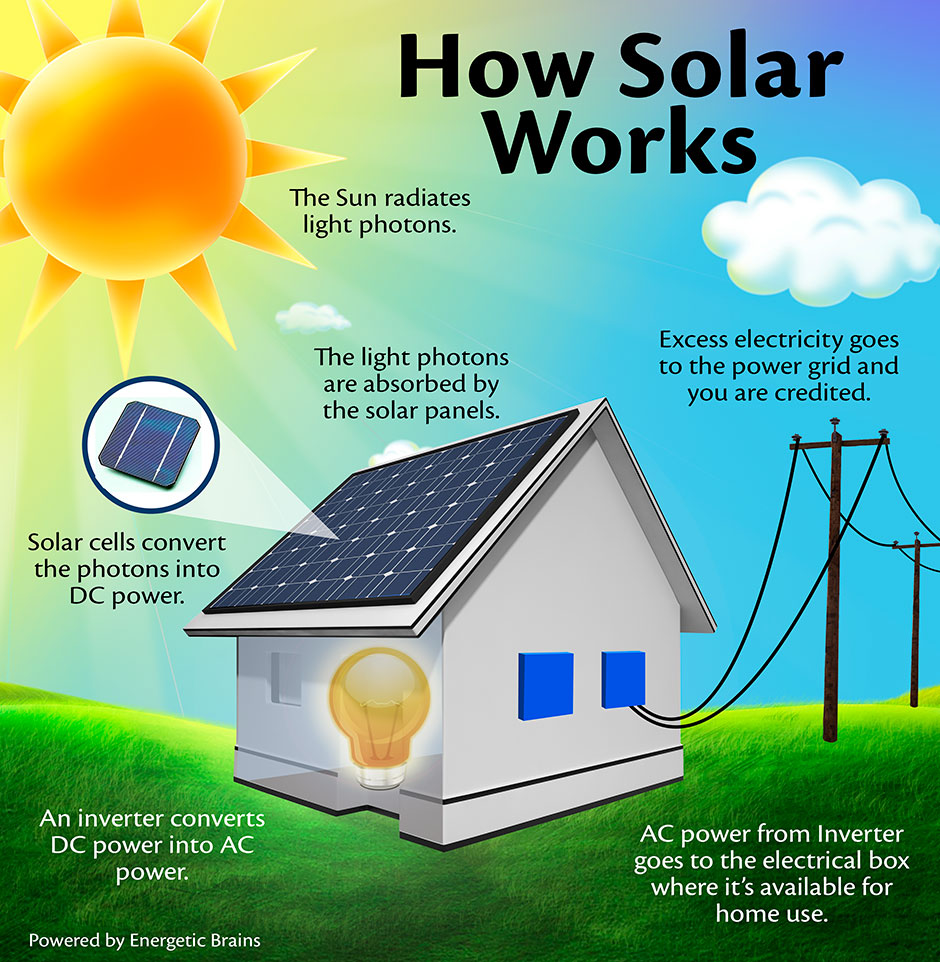 How Solar
Works
The Sun radiates
light photons.
The light photons
are absorbed by
the solar panels.
Excess electricity goes
to the power grid and
you are credited.
Solar cells convert
the photons into
DC power.
An inverter converts
DC power into AC
power.
AC power from Inverter
goes to the electrical box
where it's available for
home use.
Powered by Energetic Brains